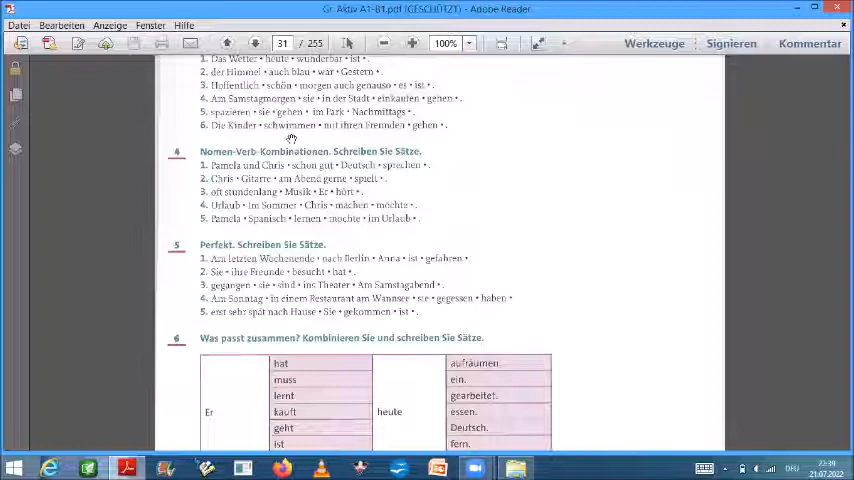 Gr. Aktiv A1-B1.pdf (GESCHÜTZT) - Adobe Reader
Datei Bearbeiten Anzeige Fenster Hilfe
31 / 255 100% Werkzeuge Signieren Kommentar
1. Das Wetter • heute • wunderbar • ist •.
2. der Himmel • auch blau • war • Gestern •.
3. Hoffentlich • schön • morgen auch genauso • es • ist •.
4. Am Samstagmorgen • sie • in der Stadt • einkaufen • gehen •.
5. spazieren • sie • gehen • im Park • Nachmittags •.
6. Die Kinder • schwimmen • mit ihren Freunden • gehen •.
4 Nomen-Verb-Kombinationen. Schreiben Sie Sätze.
1. Pamela und Chris • schon gut • Deutsch • sprechen •.
2. Chris • Gitarre • am Abend gerne • spielt •.
3. oft stundenlang • Musik • Er • hört •.
4. Urlaub • Im Sommer • Chris • machen • möchte •.
5. Pamela • Spanisch • lernen • möchte • im Urlaub •.
5 Perfekt. Schreiben Sie Sätze.
1. Am letzten Wochenende • nach Berlin • Anna • ist • gefahren •.
2. Sie • ihre Freunde • besucht • hat •.
3. gegangen • sie • sind • ins Theater • Am Samstagabend •.
4. Am Sonntag • in einem Restaurant am Wannsee • sie • gegessen • haben •
5. erst sehr spät nach Hause • Sie • gekommen • ist •.
6 Was passt zusammen? Kombinieren Sie und schreiben Sie Sätze.
hat aufräumen.
muss ein.
lernt gearbeitet.
Er kauft heute essen.
geht Deutsch.
ist fern.
DEU 22:39
21.07.2022